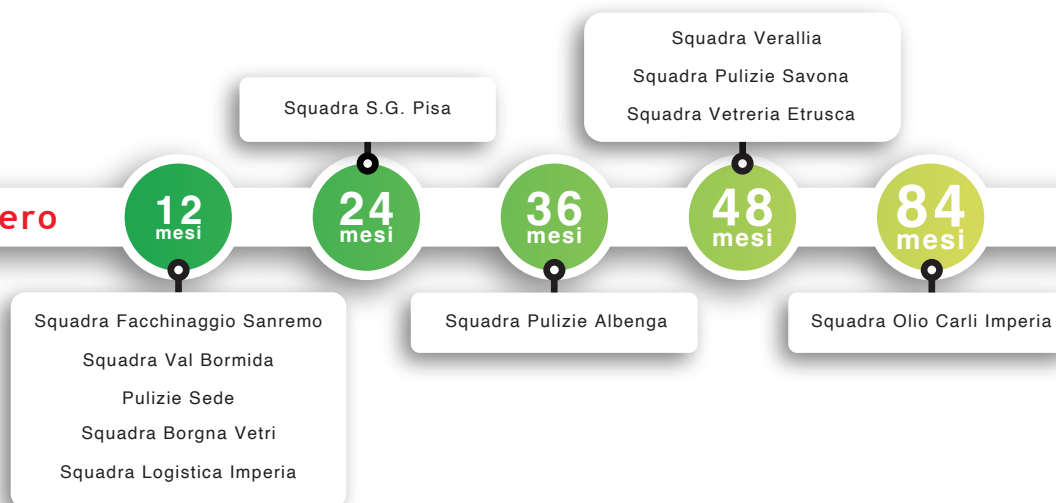 Squadra Verallia
Squadra Pulizie Savona
Squadra Vetreria Etrusca
Squadra S.G. Pisa
ero
12
mesi
24
mesi
36
mesi
48
mesi
84
mesi
Squadra Facchinaggio Sanremo
Squadra Val Bormida
Pulizie Sede
Squadra Borgna Vetri
Squadra Logistica Imperia
Squadra Pulizie Albenga
Squadra Olio Carli Imperia